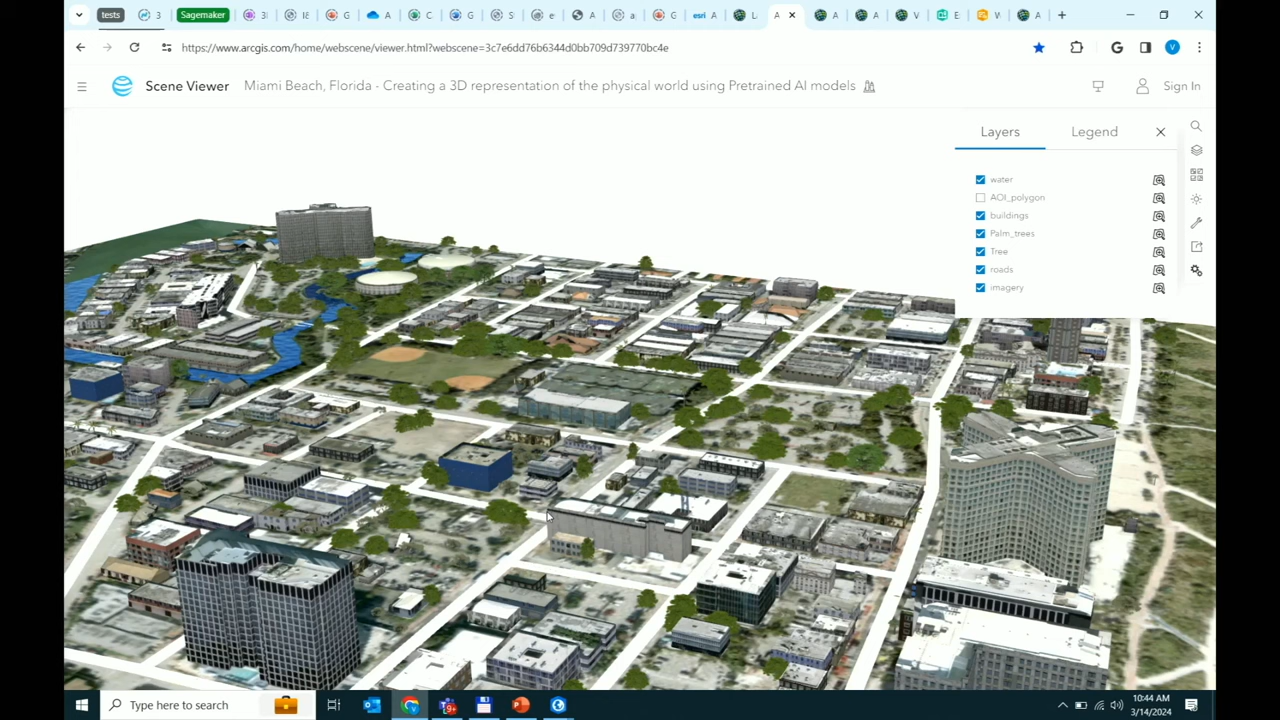 tests
3
Sagemaker
https://www.arcgis.com/home/webscene/viewer.html?webscene=3c7e6dd76b6344d0bb709d739770bc4e
Scene Viewer
Miami Beach, Florida - Creating a 3D representation of the physical world using Pretrained AI models
Sign In
Layers
Legend
water
AOI_polygon
buildings
Palm_trees
Tree
roads
imagery
Type here to search
10:44 AM
3/14/2024